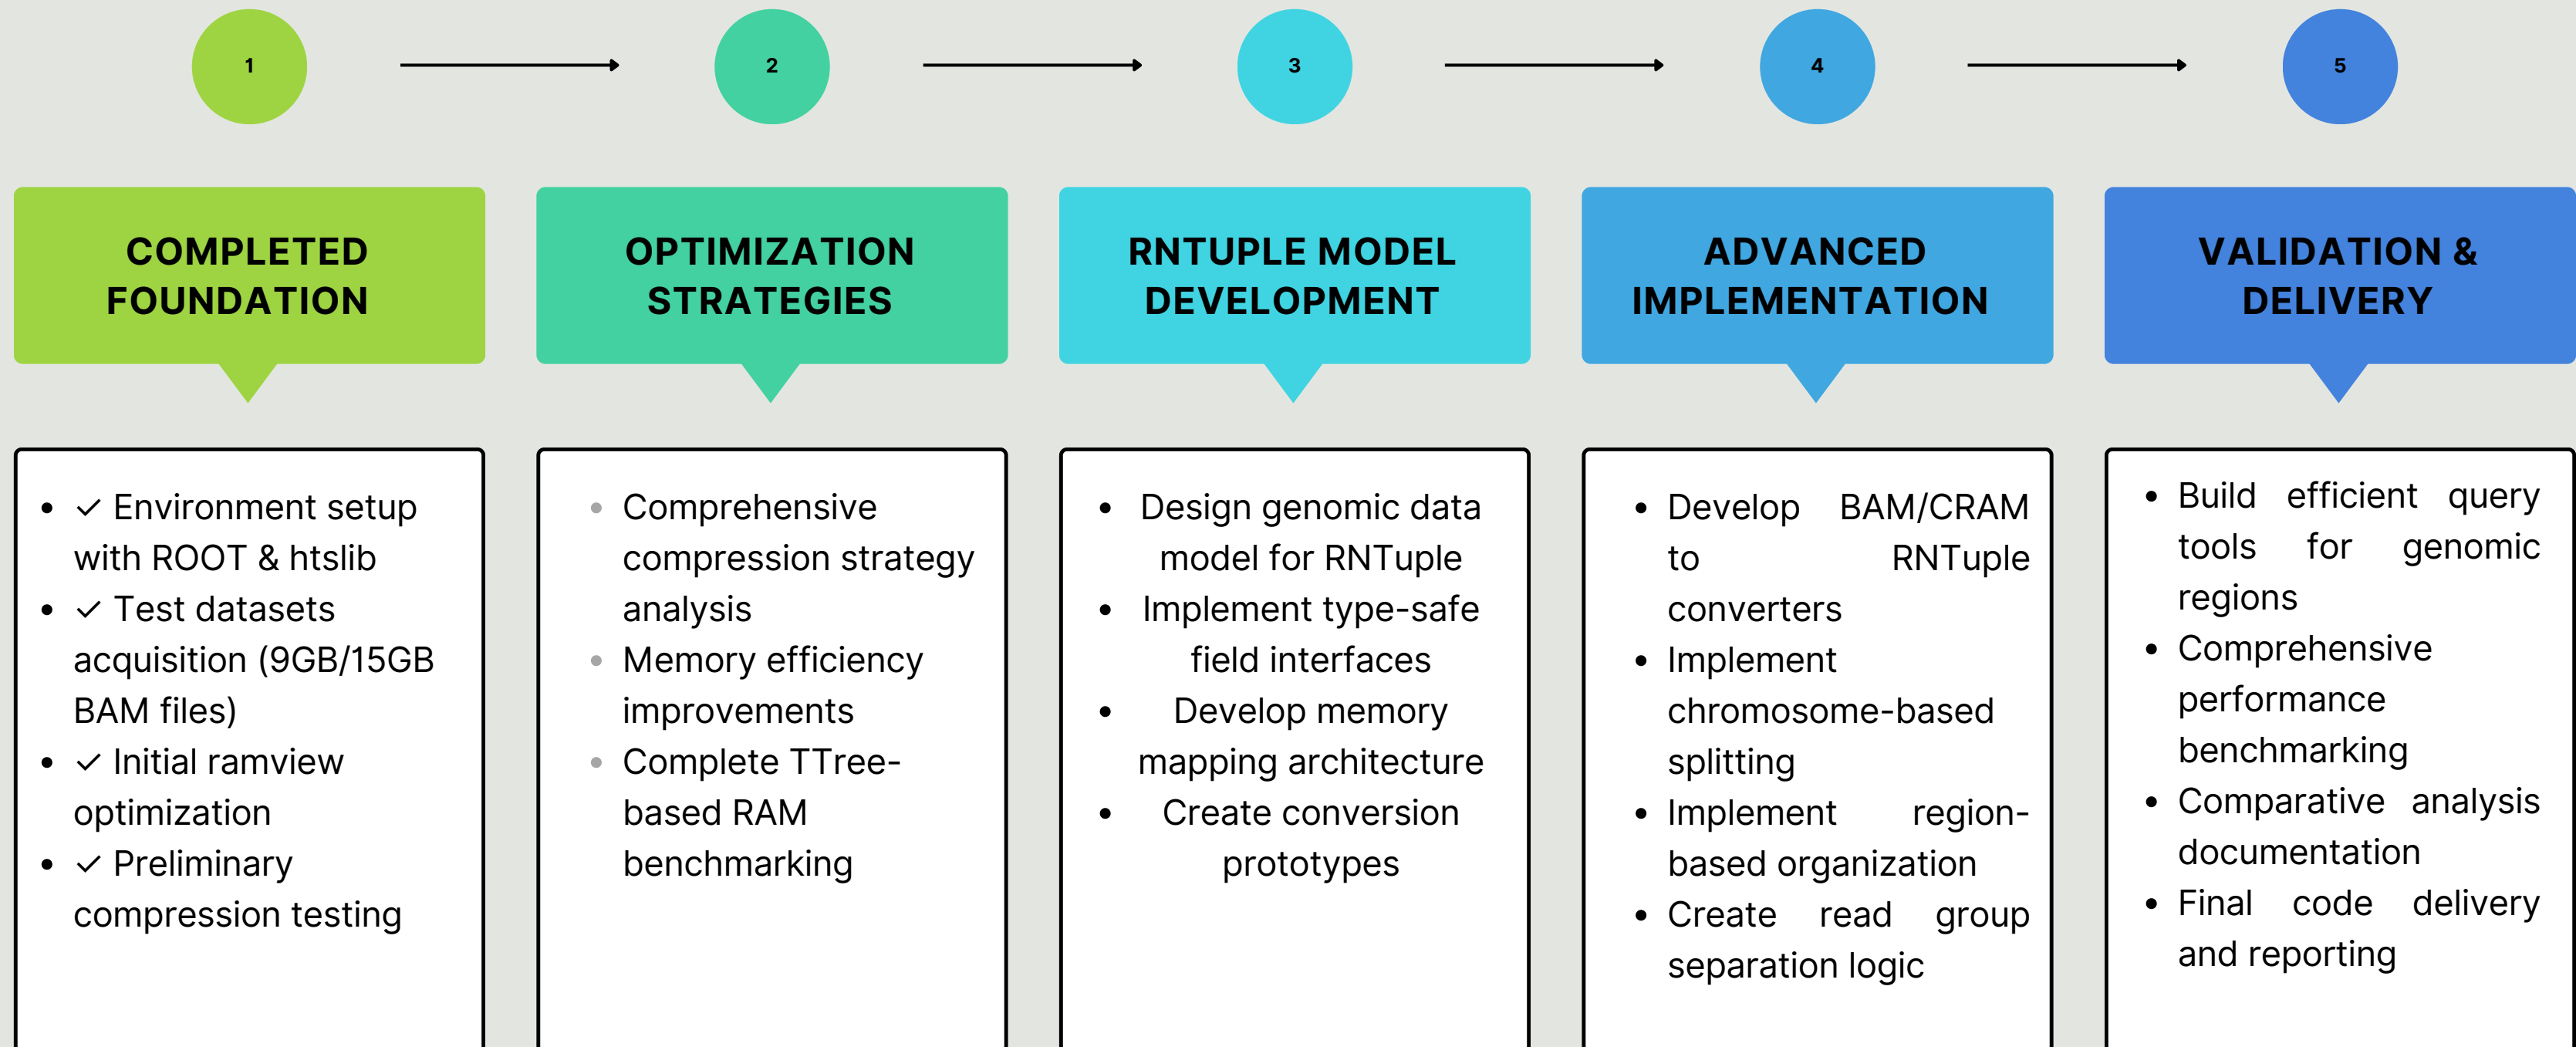 1
2
3
4
5
COMPLETED
FOUNDATION
OPTIMIZATION
STRATEGIES
RNTUPLE MODEL
DEVELOPMENT
ADVANCED
IMPLEMENTATION
VALIDATION &
DELIVERY
• ✓ Environment setup
with ROOT & htslib
• ✓ Test datasets
acquisition (9GB/15GB
BAM files)
• ✓ Initial ramview
optimization
• ✓ Preliminary
compression testing
• Comprehensive
compression strategy
analysis
• Memory efficiency
improvements
• Complete TTree-
based RAM
benchmarking
• Design genomic data
model for RNTuple
• Implement type-safe
field interfaces
• Develop memory
mapping architecture
• Create conversion
prototypes
• Develop BAM/CRAM
to RNTuple
converters
• Implement
chromosome-based
splitting
• Implement region-
based organization
• Create read group
separation logic
• Build efficient query
tools for genomic
regions
• Comprehensive
performance
benchmarking
• Comparative analysis
documentation
• Final code delivery
and reporting